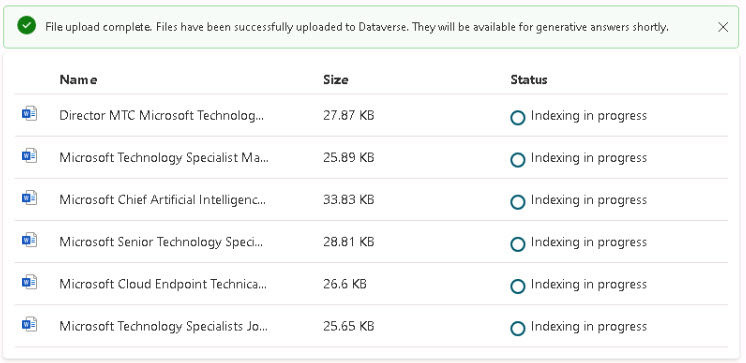 File upload complete. Files have been successfully uploaded to Dataverse. They will be available for generative answers shortly.
Name Size Status
Director MTC Microsoft Technolog... 27.87 KB Indexing in progress
Microsoft Technology Specialist Ma... 25.89 KB Indexing in progress
Microsoft Chief Artificial Intelligenc... 33.83 KB Indexing in progress
Microsoft Senior Technology Speci... 28.81 KB Indexing in progress
Microsoft Cloud Endpoint Technica... 26.6 KB Indexing in progress
Microsoft Technology Specialists Jo... 25.65 KB Indexing in progress